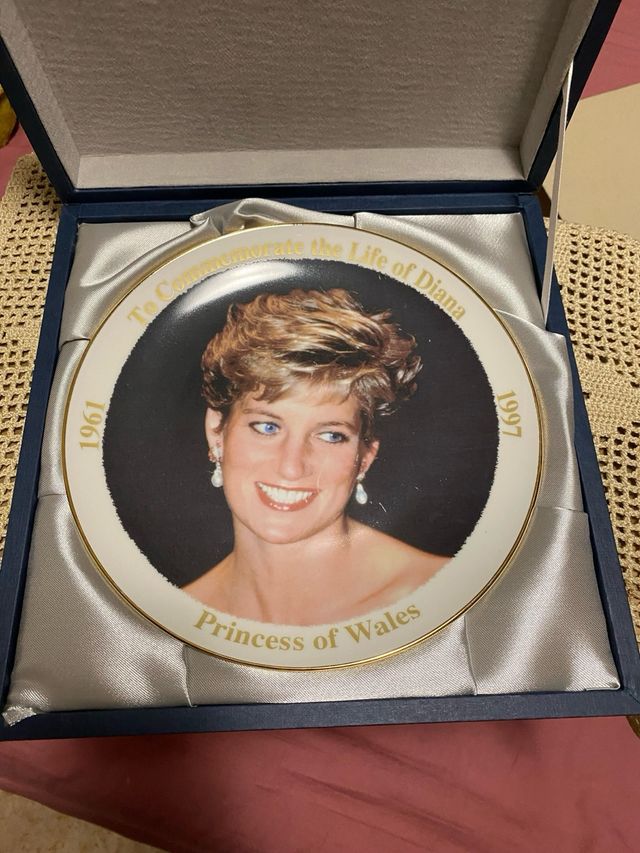 To Commemorate the Life of Diana
1961
1997
Princess of Wales